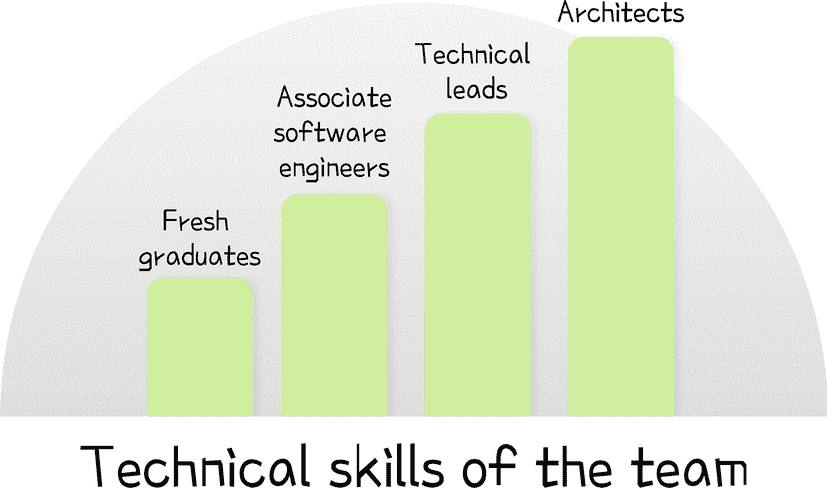 Architects
Technical
leads
Associate
software
engineers
Fresh
graduates
Technical skills of the team